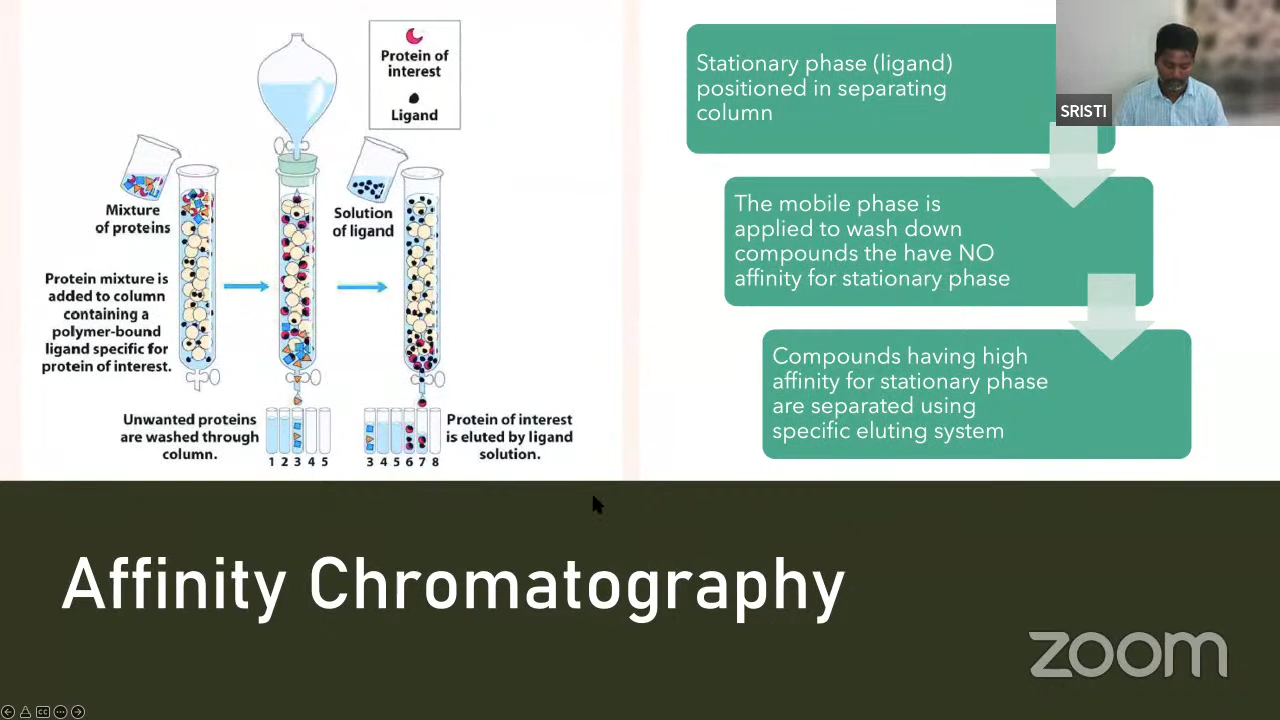 Protein of
interest
Ligand
Mixture
of proteins
Solution
of ligand
Protein mixture is
added to column
containing a
polymer-bound
ligand specific for
protein of interest.
Unwanted proteins
are washed through
column.
1 2 3 4 5
3 4 5 6 7 8
Protein of interest
is eluted by ligand
solution.
Stationary phase (ligand)
positioned in separating
column
SRISTI
The mobile phase is
applied to wash down
compounds the have NO
affinity for stationary phase
Compounds having high
affinity for stationary phase
are separated using
specific eluting system
Affinity Chromatography
zoom